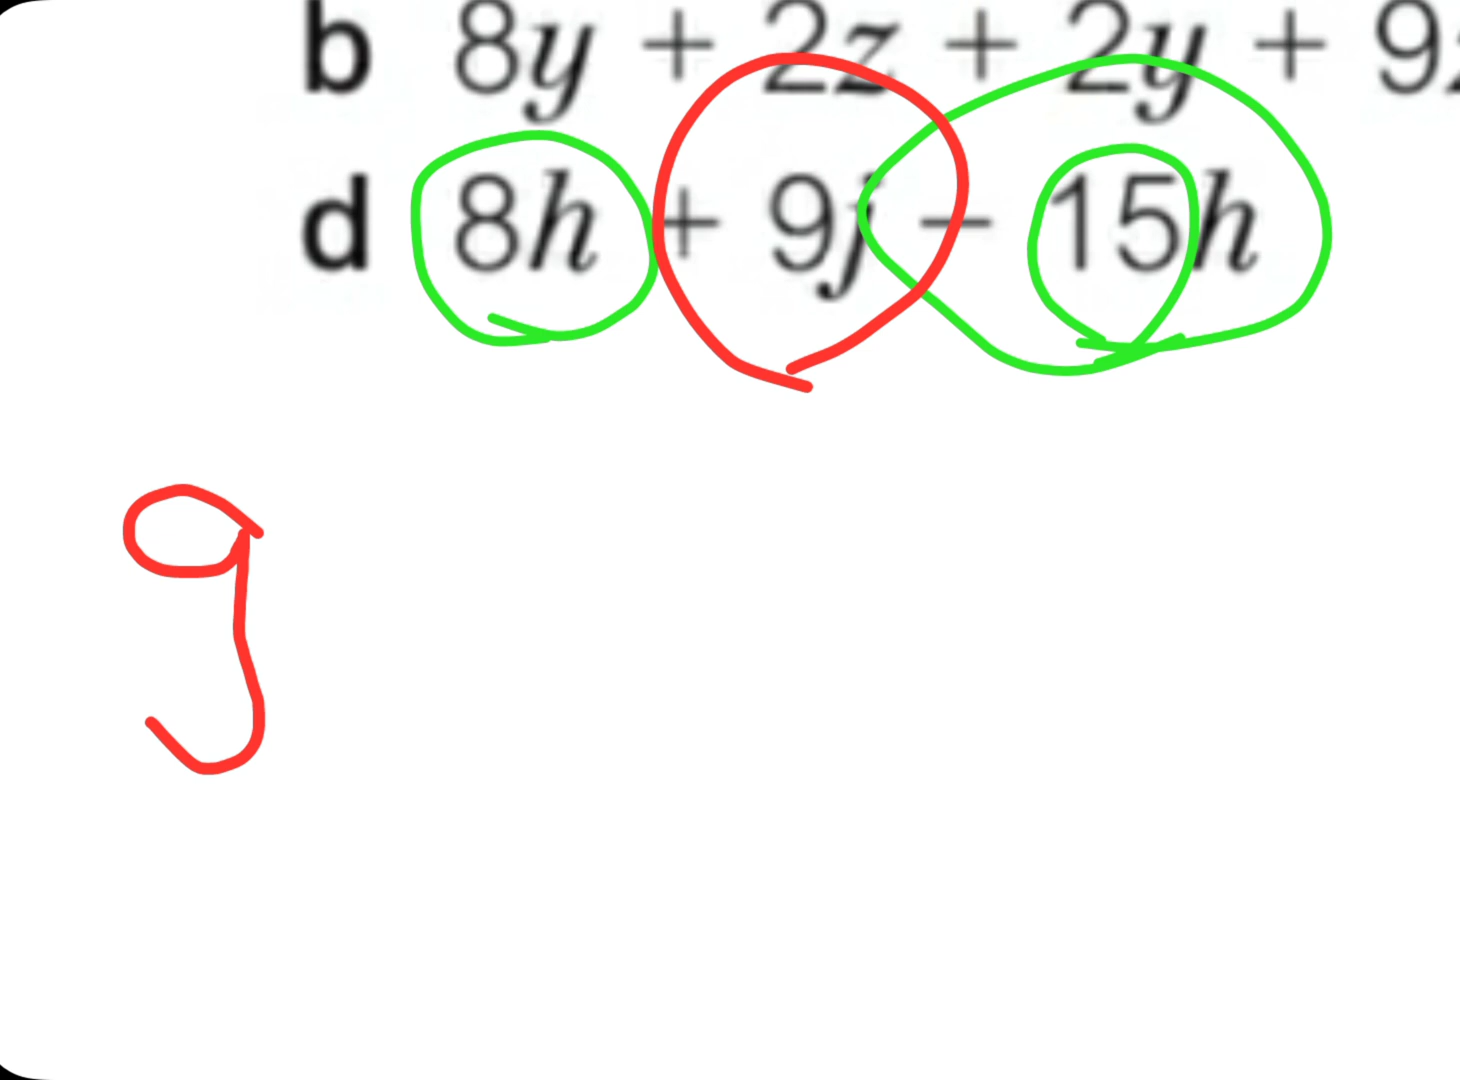 b 8y + 2z + 2y + 9
d 8h + 9j − 15h
9